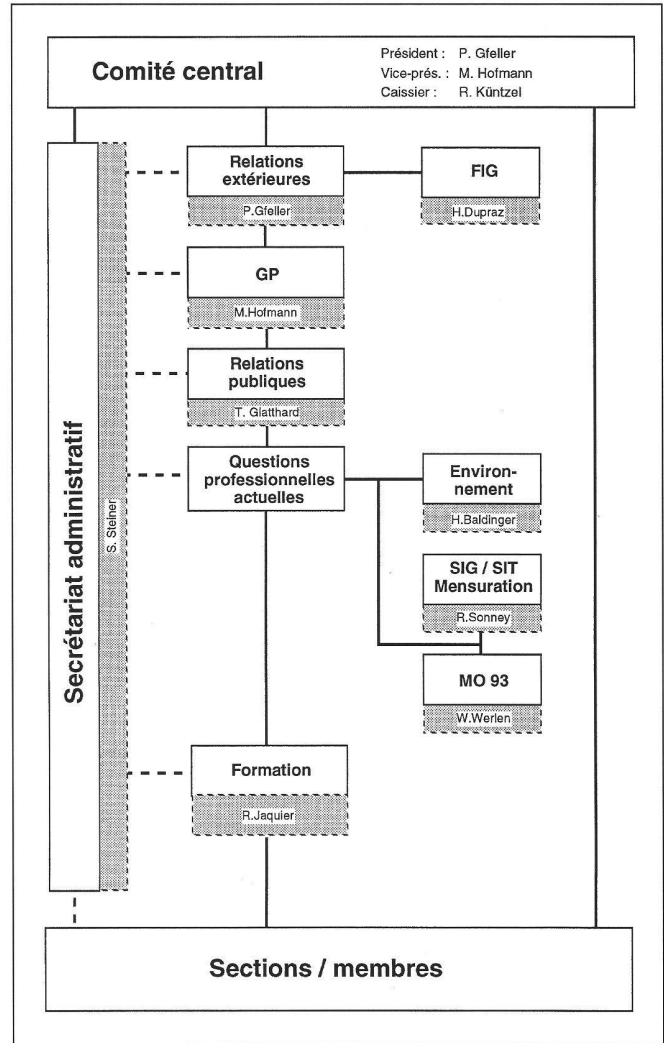 Comité central
Président : P. Gfeller
Vice-prés. : M. Hofmann
Caissier : R. Küntzel
Relations
extérieures
P.Gfeller
FIG
H.Dupraz
GP
M.Hofmann
Relations
publiques
T. Glatthard
Questions
professionnelles
actuelles
Environ-
nement
H.Baldinger
SIG / SIT
Mensuration
R.Sonney
MO 93
W.Werlen
Formation
R.Jaquier
Secrétariat administratif
S. Steiner
Sections / membres